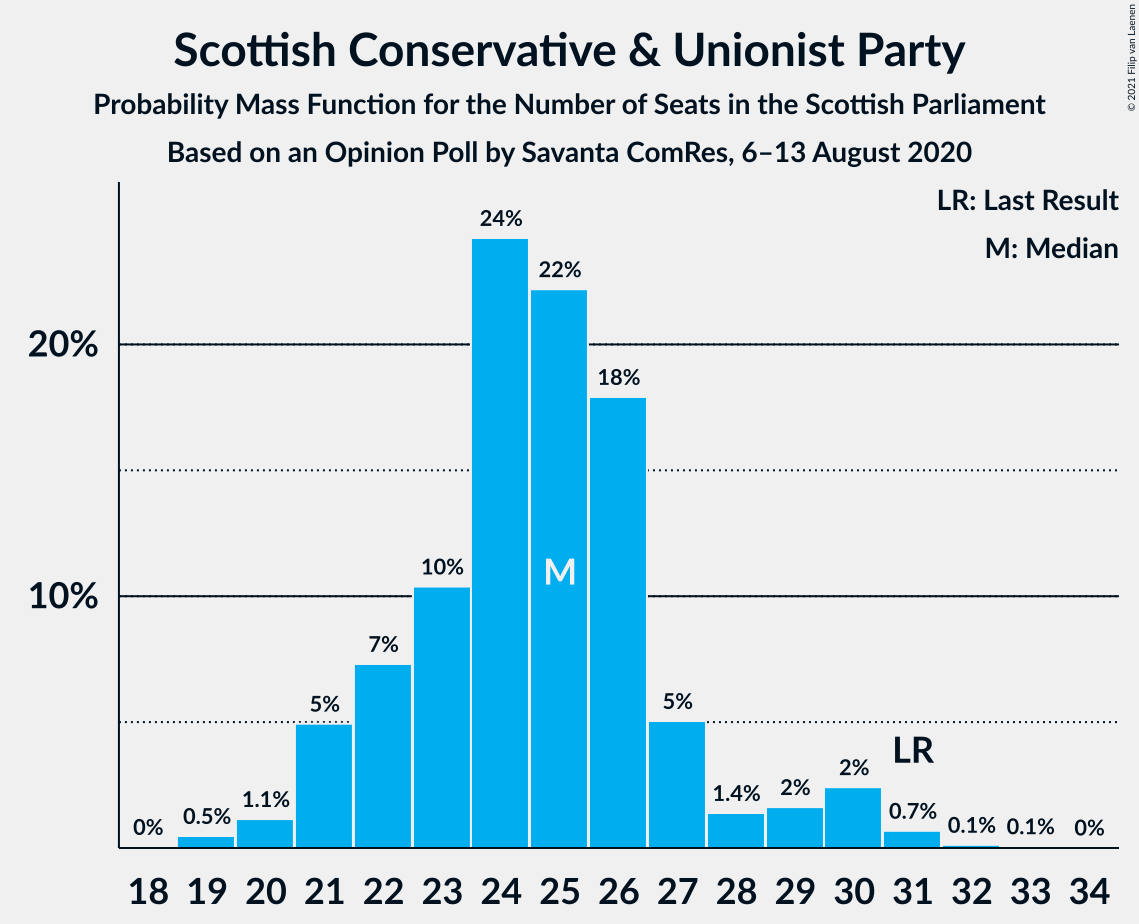 Scottish Conservative & Unionist Party
Probability Mass Function for the Number of Seats in the Scottish Parliament
Based on an Opinion Poll by Savanta ComRes, 6–13 August 2020
© 2021 Filip van Laenen
LR: Last Result
M: Median
20%
10%
0%
0.5%
1.1%
5%
7%
10%
24%
22%
18%
5%
1.4%
2%
2%
0.7%
0.1%
0.1%
0%
M
LR
18 19 20 21 22 23 24 25 26 27 28 29 30 31 32 33 34